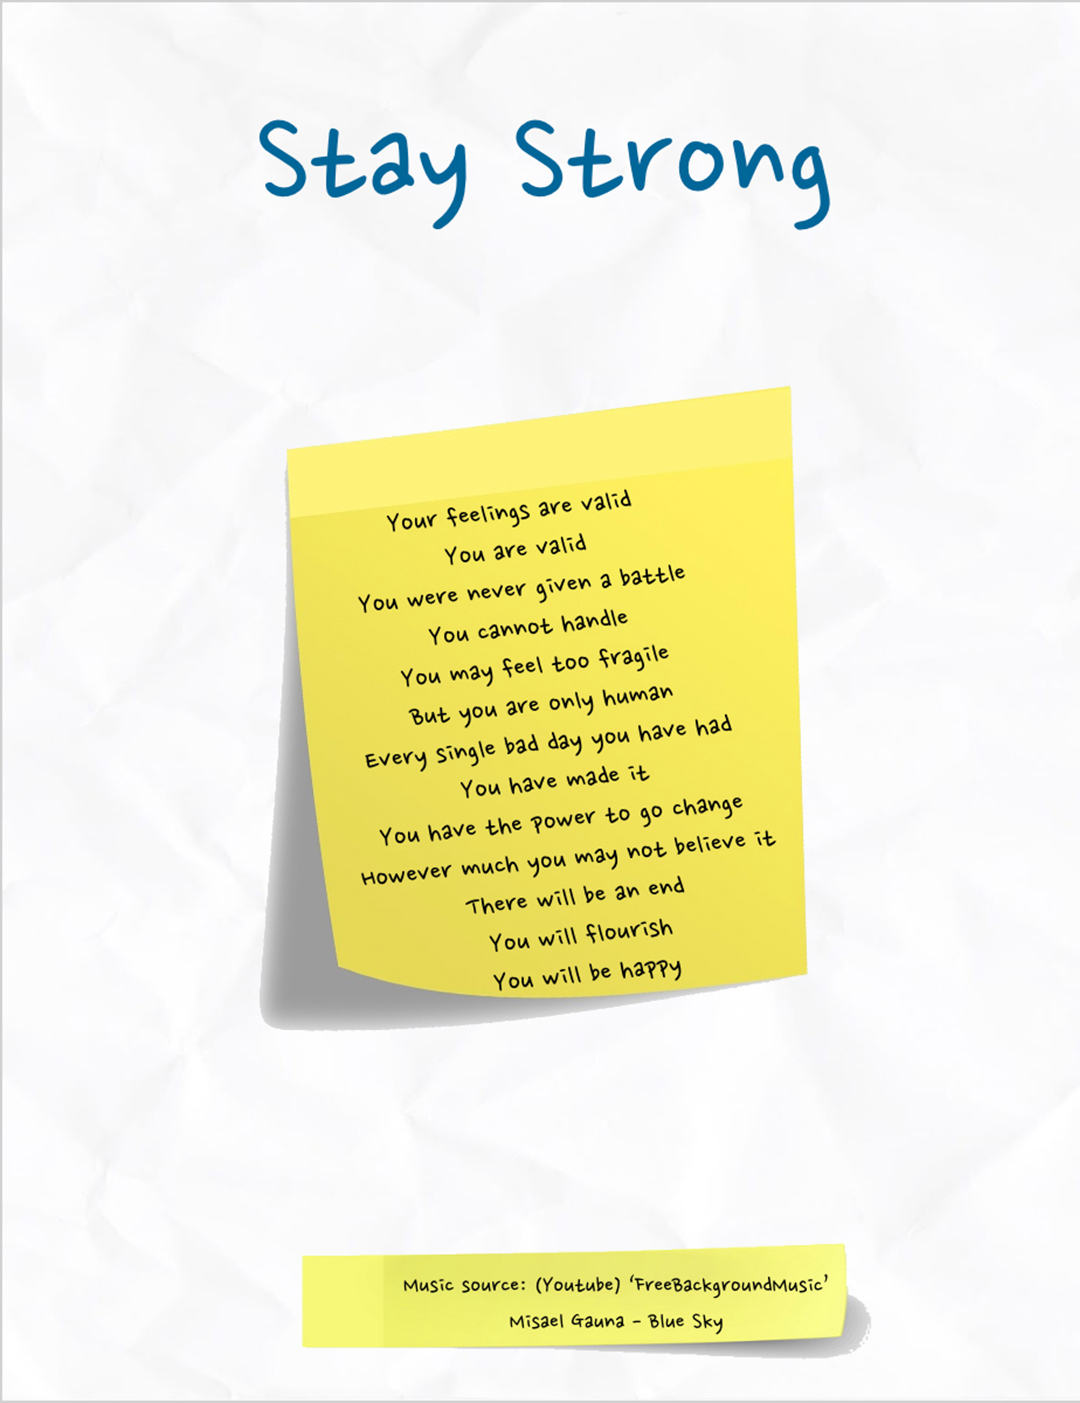 Stay Strong
Your feelings are valid
You are valid
You were never given a battle
You cannot handle
You may feel too fragile
But you are only human
Every single bad day you have had
You have made it
You have the power to go change
However much you may not believe it
There will be an end
You will flourish
You will be happy
Music source: (Youtube) ‘FreeBackgroundMusic’
Misael Gauna - Blue Sky